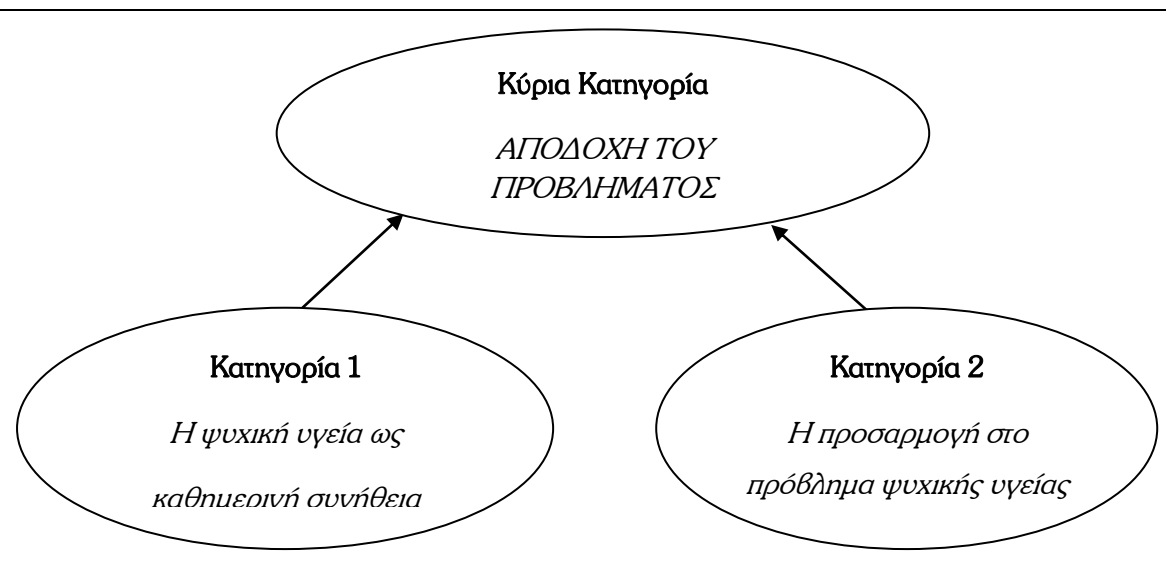 Κύρια Κατηγορία
ΑΠΟΔΟΧΗ ΤΟΥ
ΠΡΟΒΛΗΜΑΤΟΣ
Κατηγορία 1
Η ψυχική υγεία ως
καθημερινή συνήθεια
Κατηγορία 2
Η προσαρμογή στο
πρόβλημα ψυχικής υγείας